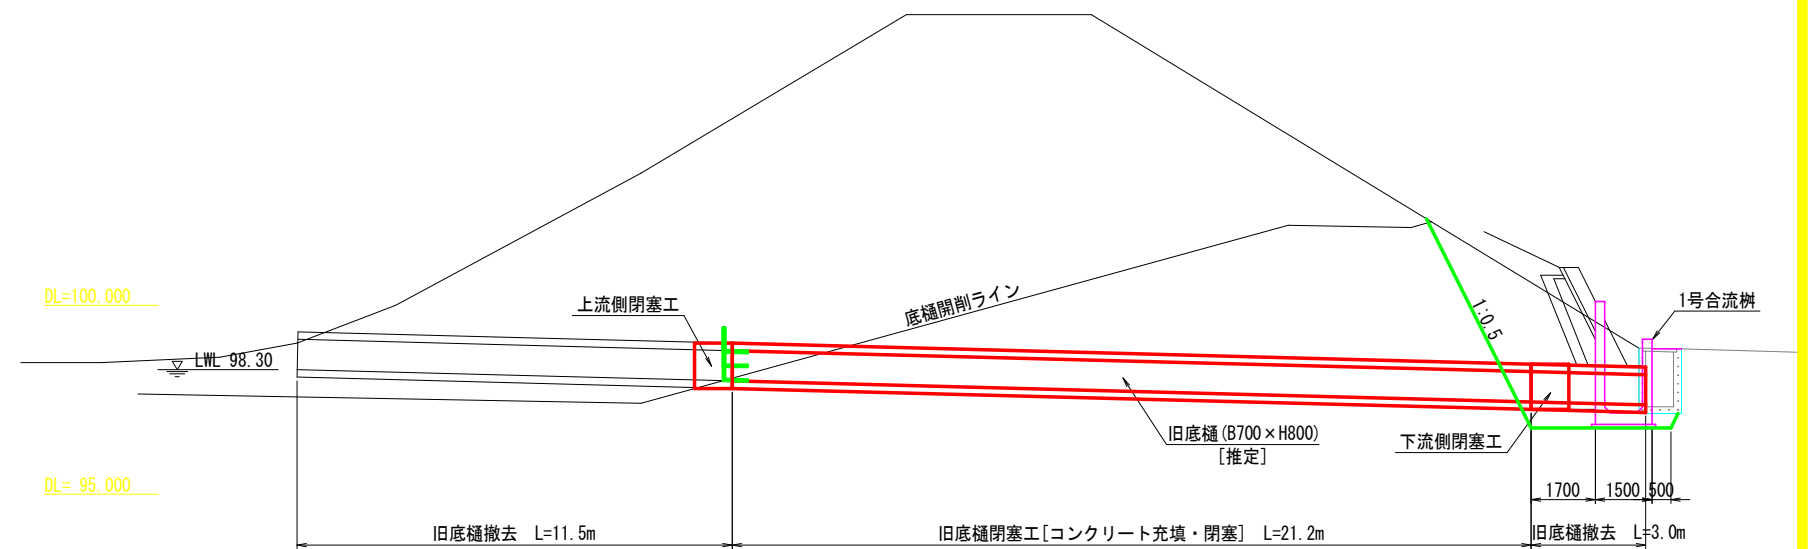 DL=100.000
上流側閉塞工
底樋開削ライン
1:0.5
1号合流桝
LWL 98.30
旧底樋(B700×H800)
[推定]
下流側閉塞工
DL= 95.000
1700
1500
500
旧底樋撤去 L=11.5m
旧底樋閉塞工[コンクリート充填・閉塞] L=21.2m
旧底樋撤去 L=3.0m